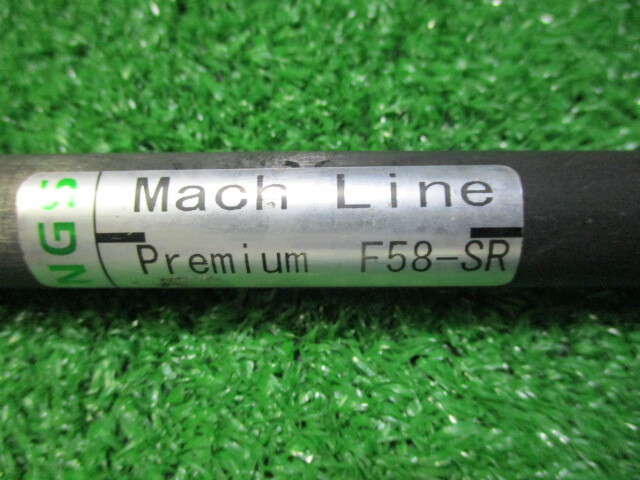 NGS
Mach Line
Premium F58-SR